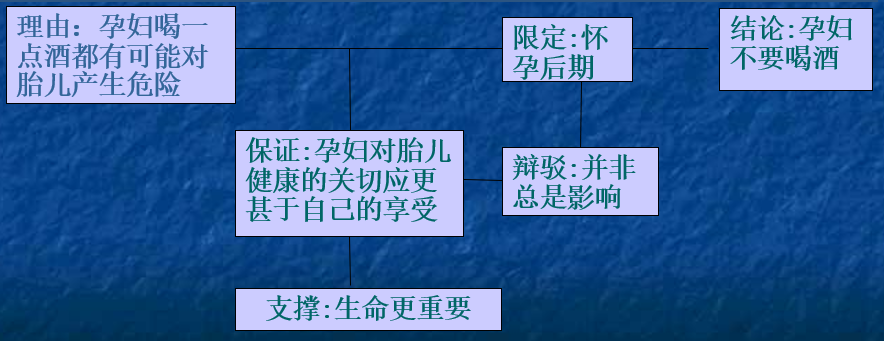 理由：孕妇喝一
点酒都有可能对
胎儿产生危险
限定:怀
孕后期
结论:孕妇
不要喝酒
保证:孕妇对胎儿
健康的关切应更
甚于自己的享受
辩驳:并非
总是影响
支撑:生命更重要